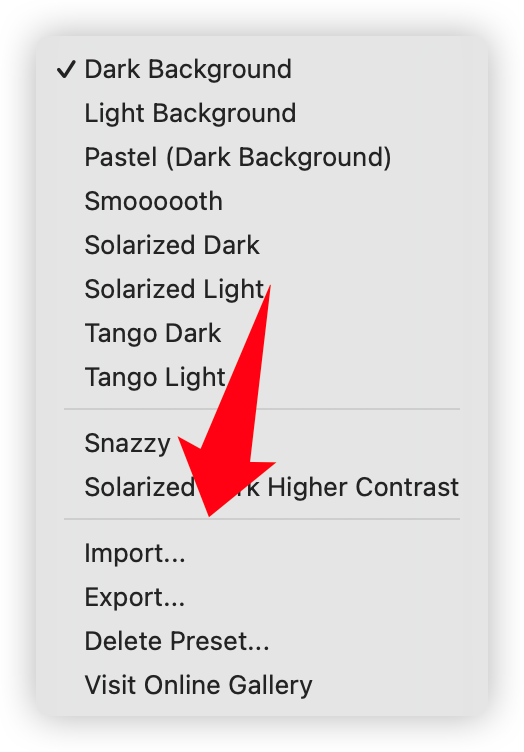 Dark Background
Light Background
Pastel (Dark Background)
Smoooooth
Solarized Dark
Solarized Light
Tango Dark
Tango Light
Snazzy
Solarized Higher Contrast
Import...
Export...
Delete Preset...
Visit Online Gallery